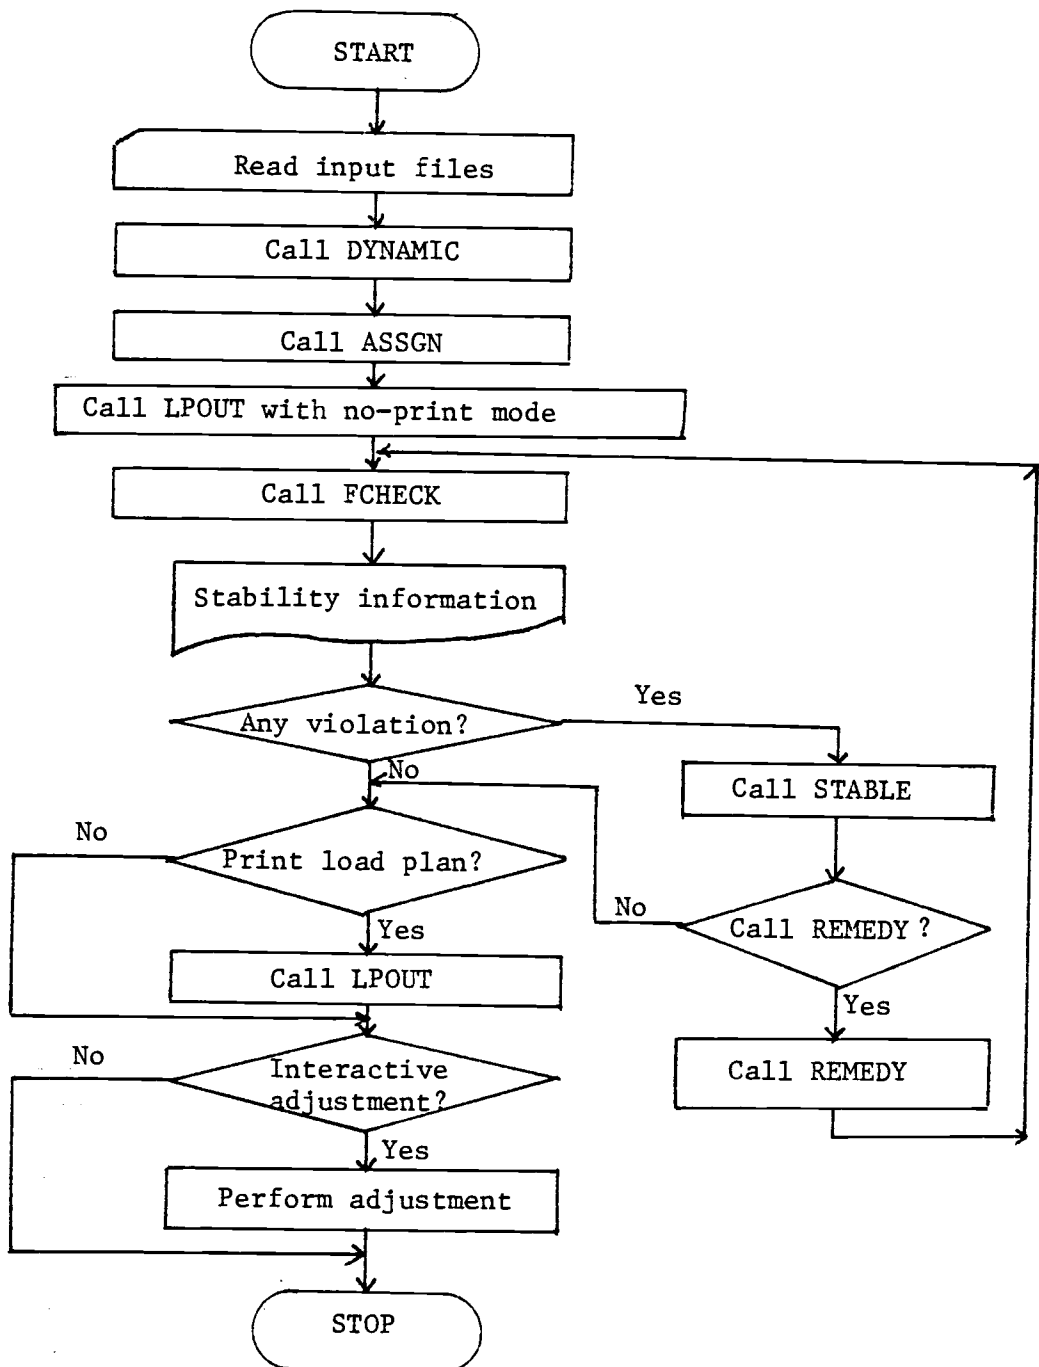 START
Read input files
Call DYNAMIC
Call ASSGN
Call LPOUT with no-print mode
Call FCHECK
Stability information
Any violation?
Yes
No
Call STABLE
Print load plan?
No
Yes
Call REMEDY ?
No
Yes
Call LPOUT
Call REMEDY
Interactive
adjustment?
No
Yes
Perform adjustment
STOP